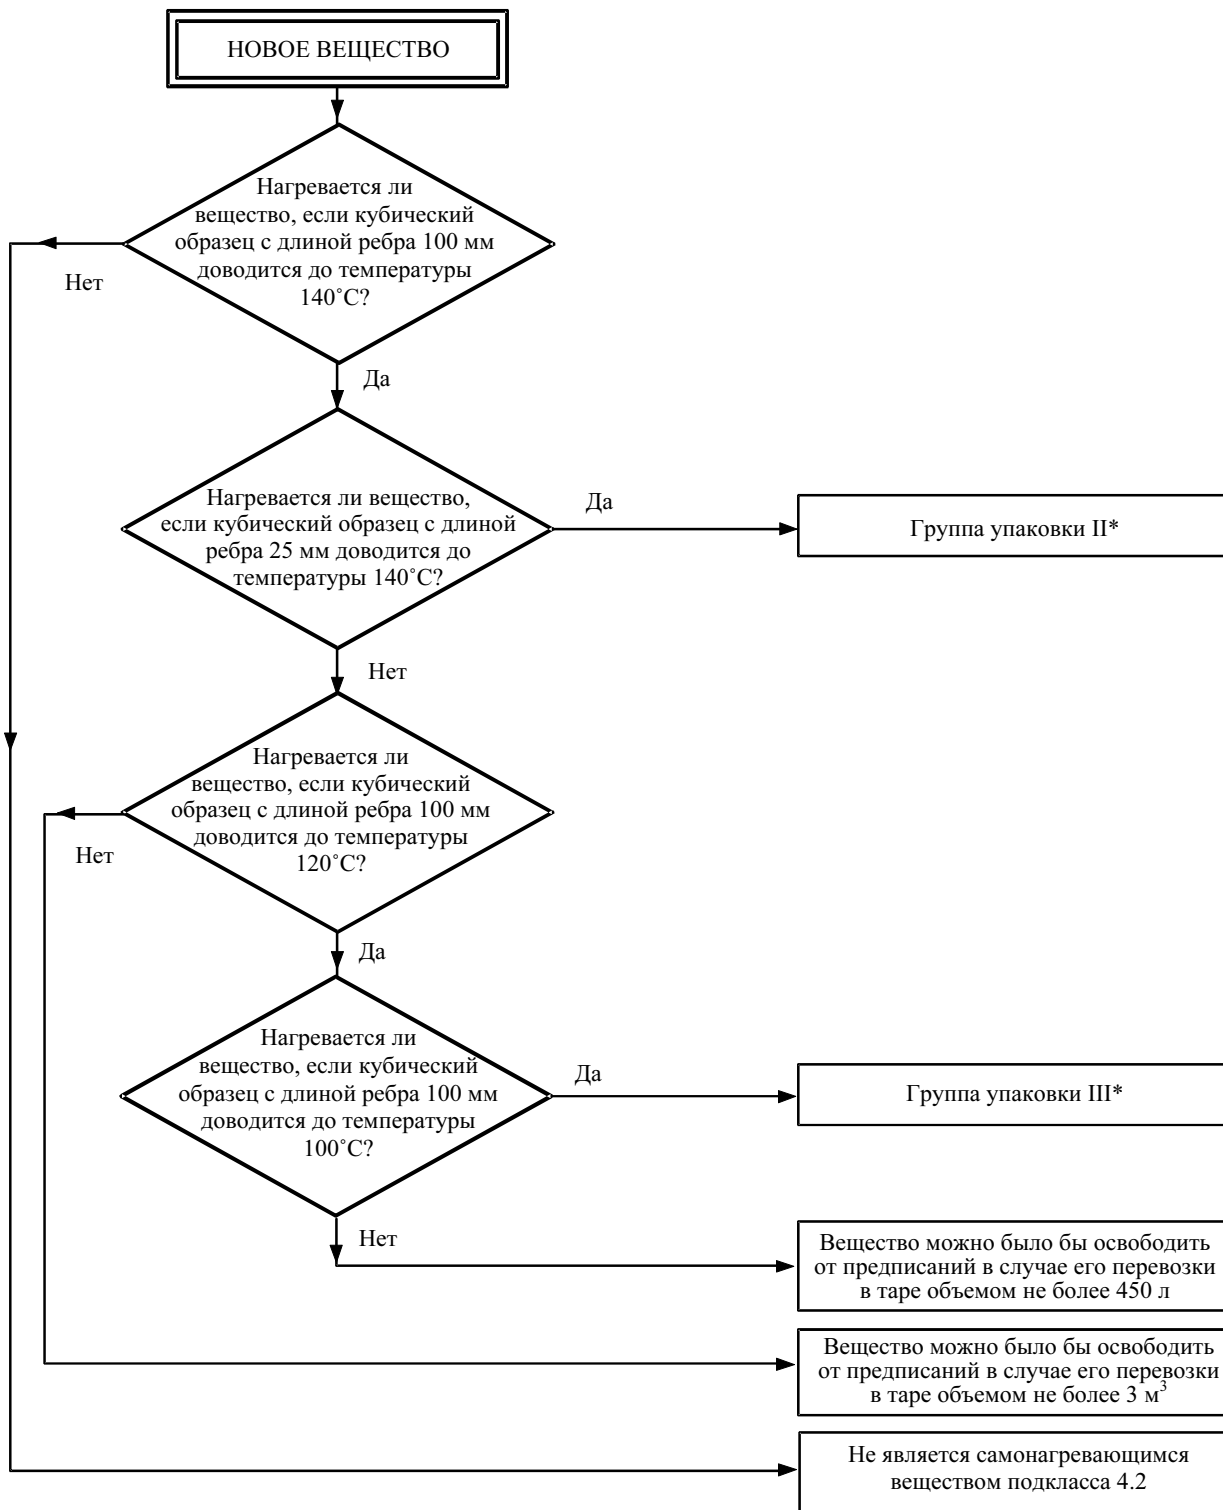 НОВОЕ ВЕЩЕСТВО
Нагревается ли
вещество, если кубический
образец с длиной ребра 100 мм
доводится до температуры
140˚C?
Нет
Да
Нагревается ли вещество,
если кубический образец с длиной
ребра 25 мм доводится до
температуры 140˚C?
Да
Группа упаковки II*
Нет
Нагревается ли
вещество, если кубический
образец с длиной ребра 100 мм
доводится до температуры
120˚C?
Нет
Да
Нагревается ли
вещество, если кубический
образец с длиной ребра 100 мм
доводится до температуры
100˚C?
Да
Группа упаковки III*
Нет
Вещество можно было бы освободить
от предписаний в случае его перевозки
в таре объемом не более 450 л
Вещество можно было бы освободить
от предписаний в случае его перевозки
в таре объемом не более 3 м³
Не является самонагревающимся
веществом подкласса 4.2